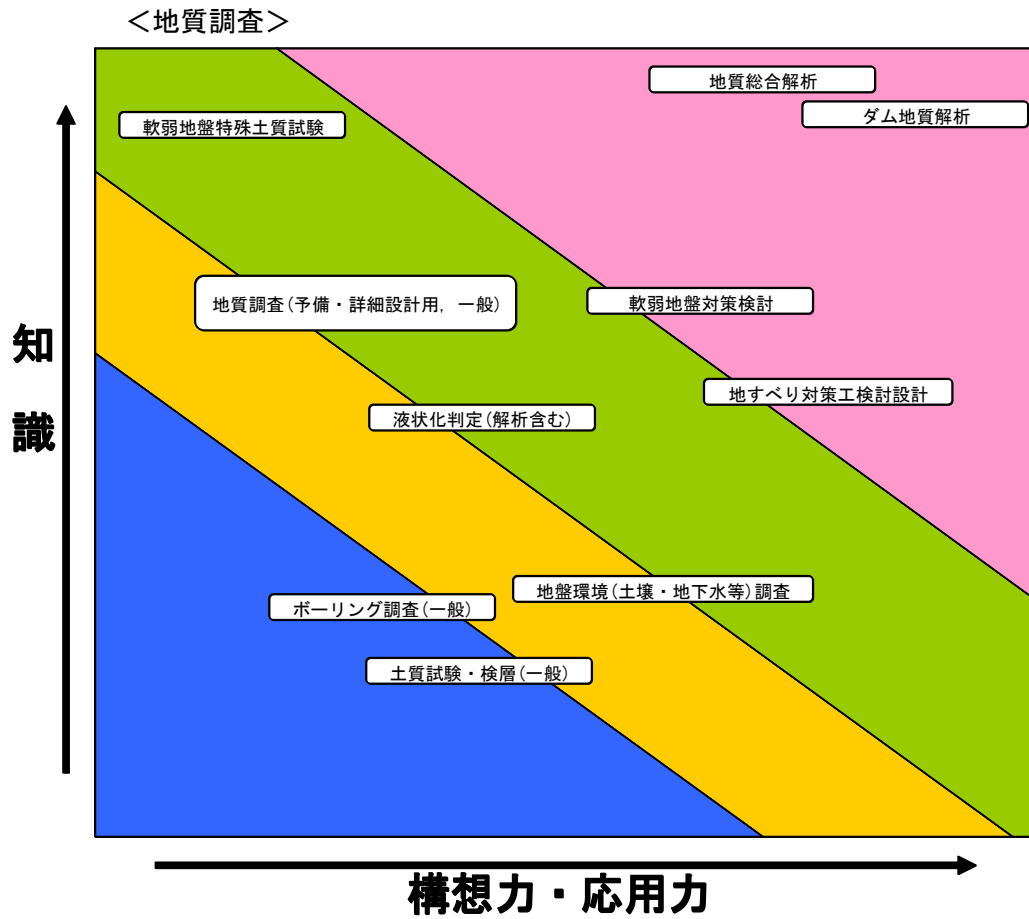 ＜地質調査＞
地質総合解析
ダム地質解析
軟弱地盤特殊土質試験
地質調査(予備・詳細設計用，一般)
軟弱地盤対策検討
地すべり対策工検討設計
液状化判定(解析含む)
地盤環境(土壌・地下水等)調査
ボーリング調査(一般)
土質試験・検層(一般)
知
識
構想力・応用力